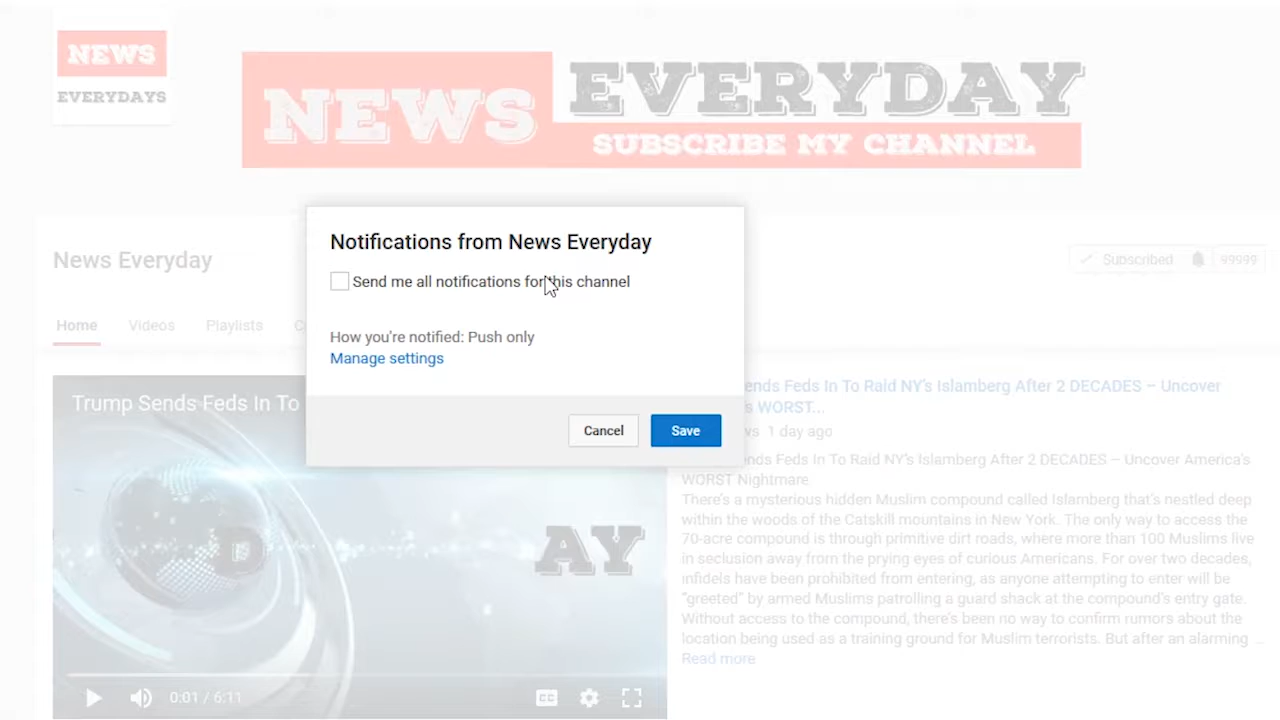 NEWS
EVERYDAYS
NEWS
EVERYDAY
SUBSCRIBE MY CHANNEL
Notifications from News Everyday
Send me all notifications for this channel
How you're notified: Push only
Manage settings
Cancel
Save
News Everyday
Subscribed
99999
Home
Videos
Playlists
Trump Sends Feds In To
AY
0:01 / 6:11
CC
Feds In To Raid NY's Islamberg After 2 DECADES – Uncover
WORST...
1 day ago
Feds In To Raid NY's Islamberg After 2 DECADES – Uncover America's
WORST Nightmare
There's a mysterious hidden Muslim compound called Islamberg that's nestled deep
within the woods of the Catskill mountains in New York. The only way to access the
70-acre compound is through primitive dirt roads, where more than 100 Muslims live
in seclusion away from the prying eyes of curious Americans. For over two decades,
infidels have been prohibited from entering, as anyone attempting to enter will be
"greeted" by armed Muslims patrolling a guard shack at the compound's entry gate.
Without access to the compound, there's been no way to confirm rumors about the
location being used as a training ground for Muslim terrorists. But after an alarming ...
Read more